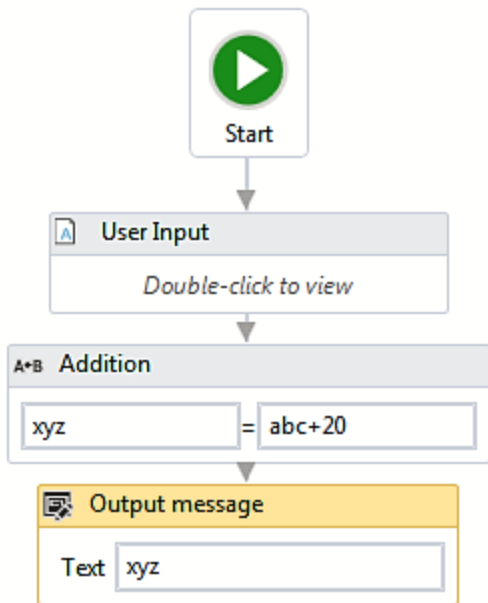 Start
A User Input
Double-click to view
A+B Addition
xyz = abc+20
Output message
Text xyz